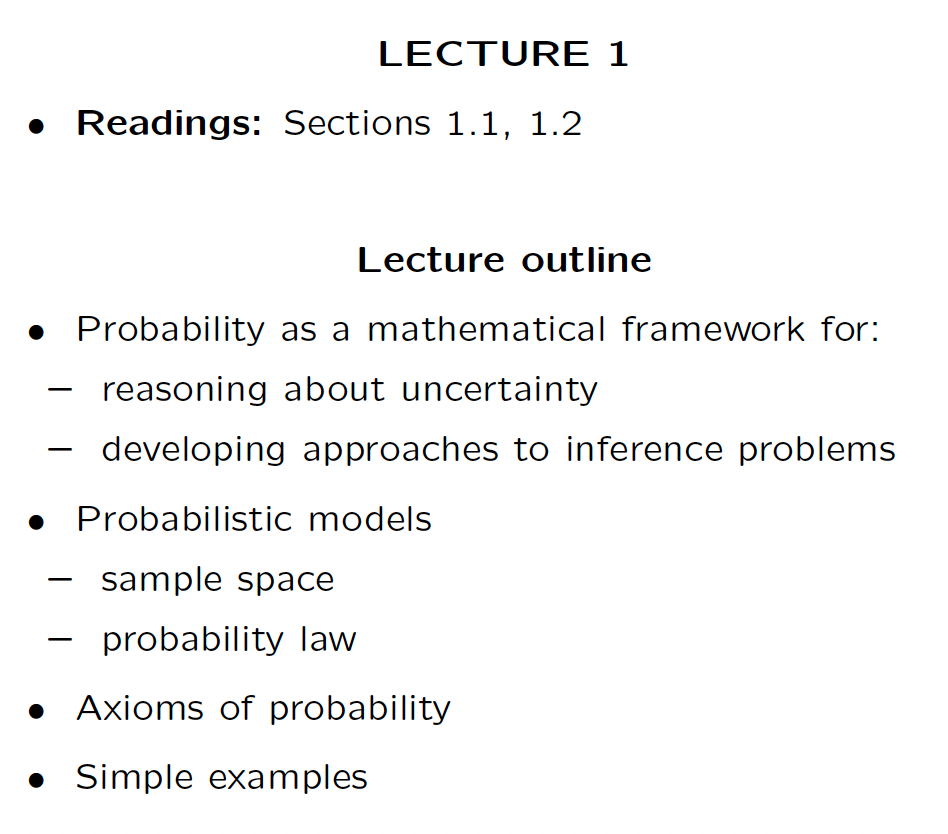 LECTURE 1
• Readings: Sections 1.1, 1.2
Lecture outline
• Probability as a mathematical framework for:
– reasoning about uncertainty
– developing approaches to inference problems
• Probabilistic models
– sample space
– probability law
• Axioms of probability
• Simple examples